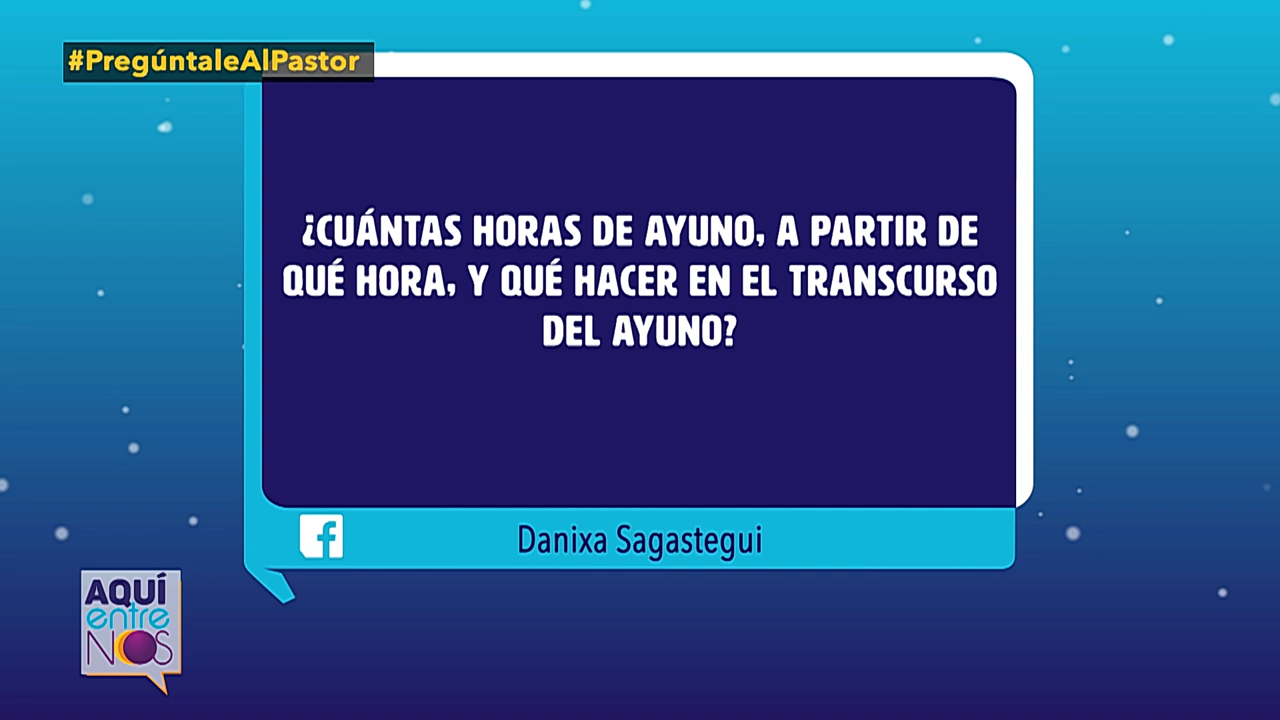 #PregúntaleAlPastor
¿CUÁNTAS HORAS DE AYUNO, A PARTIR DE
QUÉ HORA, Y QUÉ HACER EN EL TRANSCURSO
DEL AYUNO?
Danixa Sagastegui
AQUÍ
entre
NOS